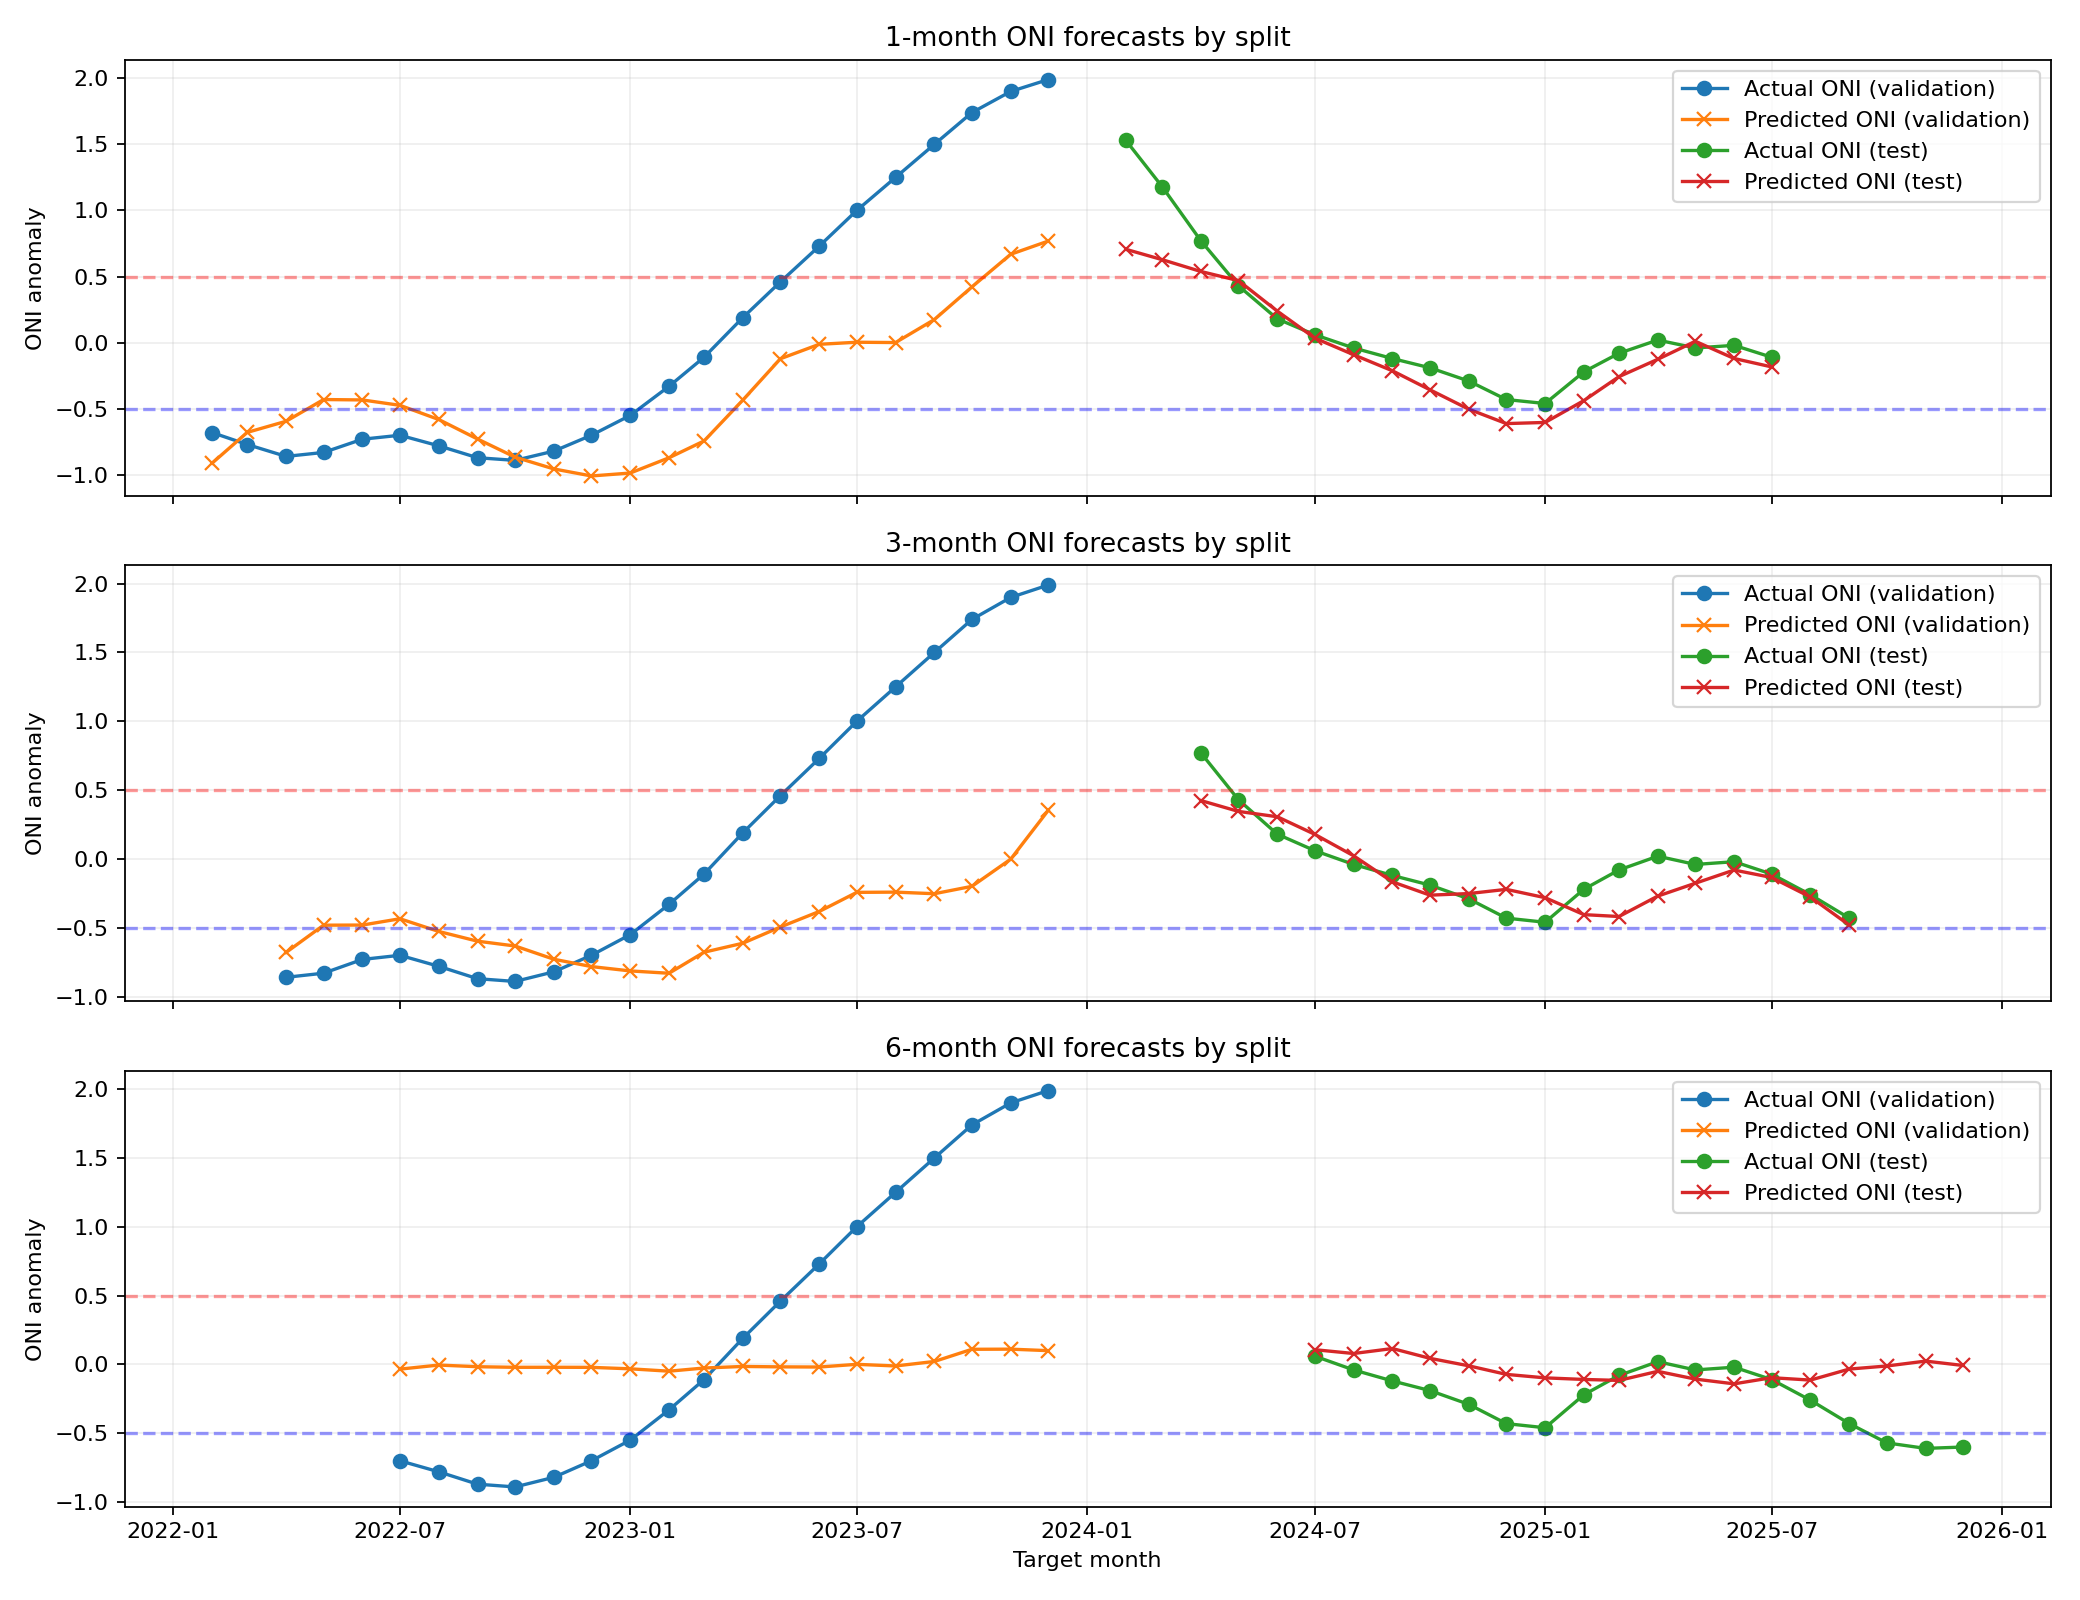 1-month ONI forecasts by split
ONI anomaly
2.0
1.5
1.0
0.5
0.0
−0.5
−1.0
Actual ONI (validation)
Predicted ONI (validation)
Actual ONI (test)
Predicted ONI (test)
3-month ONI forecasts by split
ONI anomaly
2.0
1.5
1.0
0.5
0.0
−0.5
−1.0
Actual ONI (validation)
Predicted ONI (validation)
Actual ONI (test)
Predicted ONI (test)
6-month ONI forecasts by split
ONI anomaly
2.0
1.5
1.0
0.5
0.0
−0.5
−1.0
Actual ONI (validation)
Predicted ONI (validation)
Actual ONI (test)
Predicted ONI (test)
2022-01 2022-07 2023-01 2023-07 2024-01 2024-07 2025-01 2025-07 2026-01
Target month